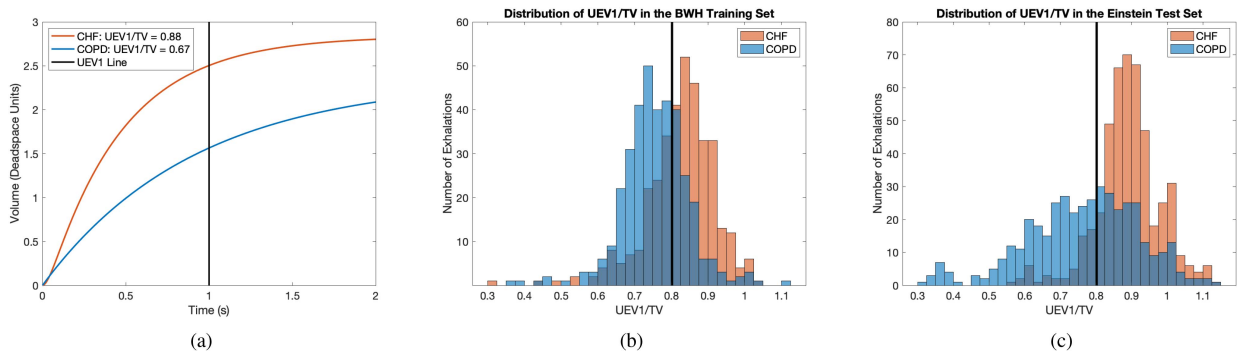 3
2.5
2
1.5
1
0.5
0
Volume (Deadspace Units)
CHF: UEV1/TV = 0.88
COPD: UEV1/TV = 0.67
UEV1 Line
0 0.5 1 1.5 2
Time (s)
(a)
Distribution of UEV1/TV in the BWH Training Set
60
50
40
30
20
10
Number of Exhalations
CHF
COPD
0.3 0.4 0.5 0.6 0.7 0.8 0.9 1 1.1
UEV1/TV
(b)
Distribution of UEV1/TV in the Einstein Test Set
80
70
60
50
40
30
20
10
0
Number of Exhalations
CHF
COPD
0.3 0.4 0.5 0.6 0.7 0.8 0.9 1 1.1
UEV1/TV
(c)